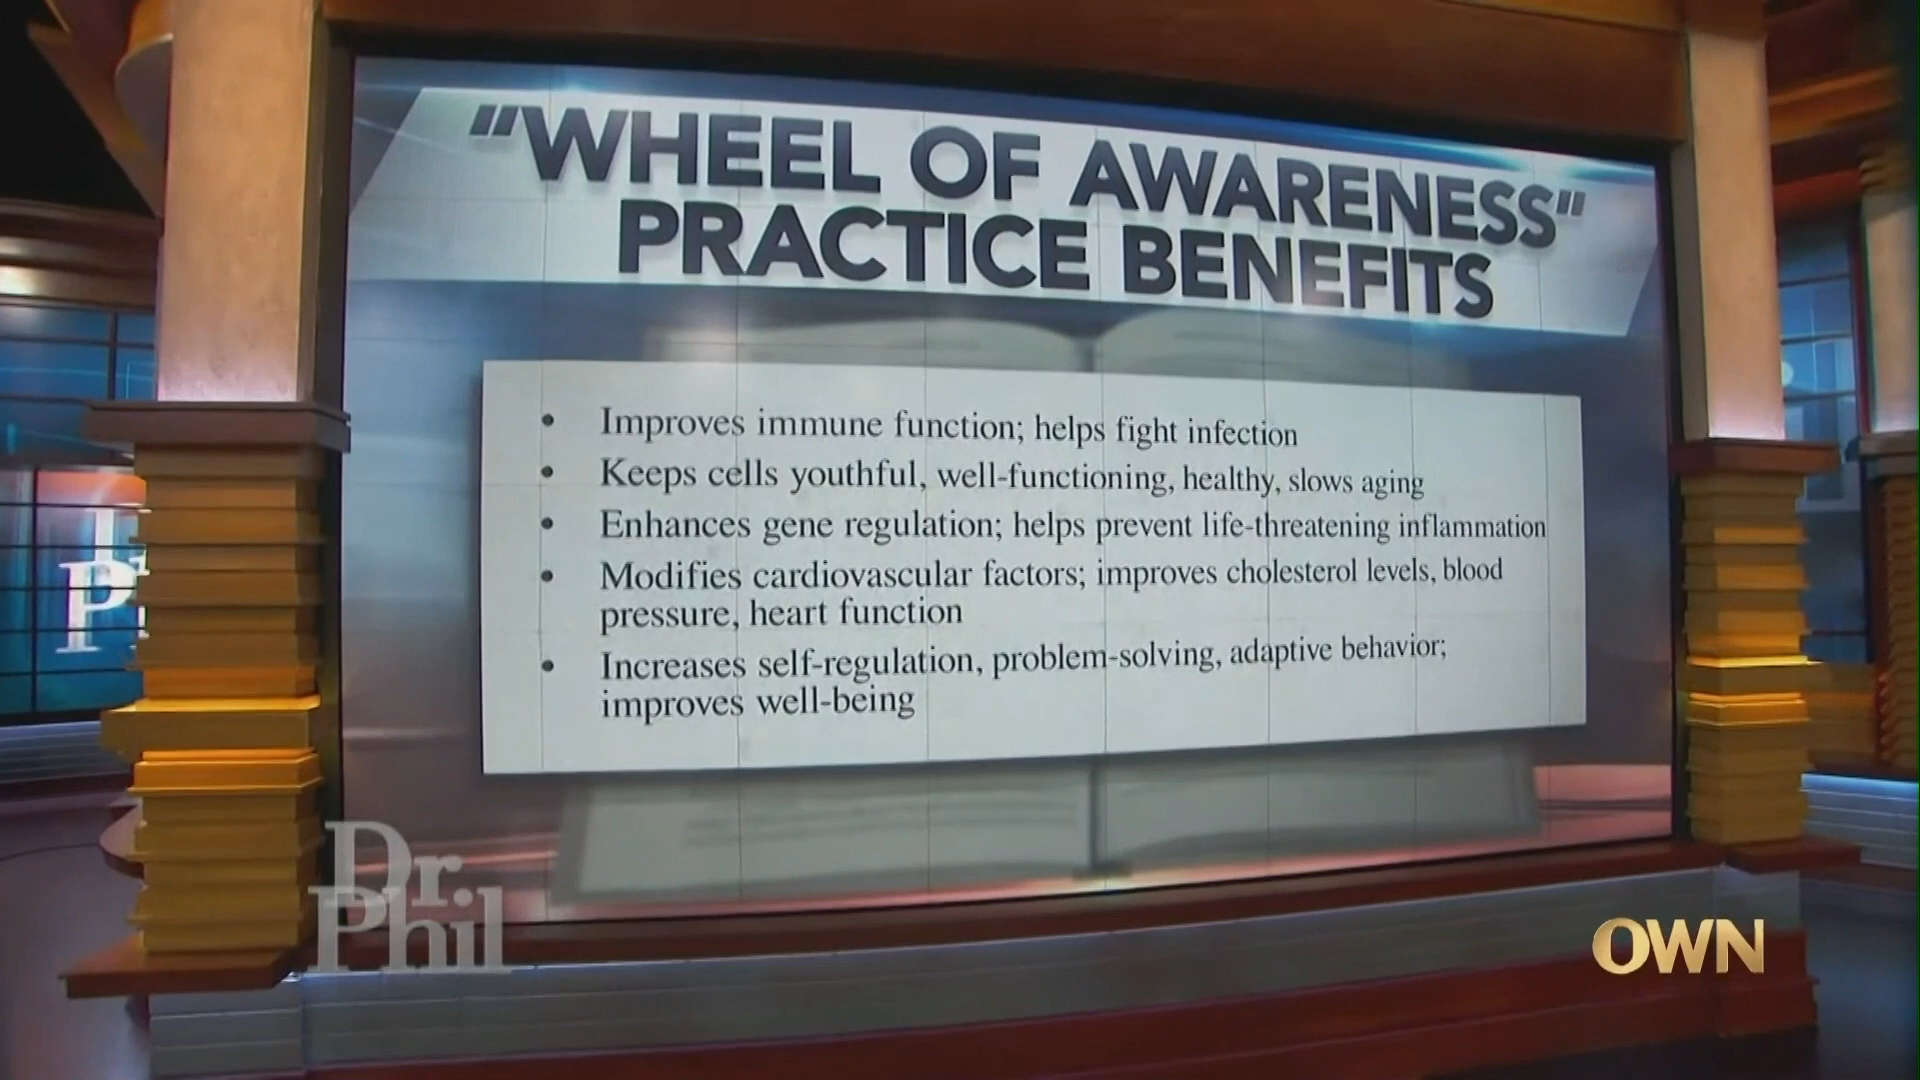 "WHEEL OF AWARENESS"
PRACTICE BENEFITS
• Improves immune function; helps fight infection
• Keeps cells youthful, well-functioning, healthy, slows aging
• Enhances gene regulation; helps prevent life-threatening inflammation
• Modifies cardiovascular factors; improves cholesterol levels, blood
pressure, heart function
• Increases self-regulation, problem-solving, adaptive behavior;
improves well-being
Dr.
Phil
OWN